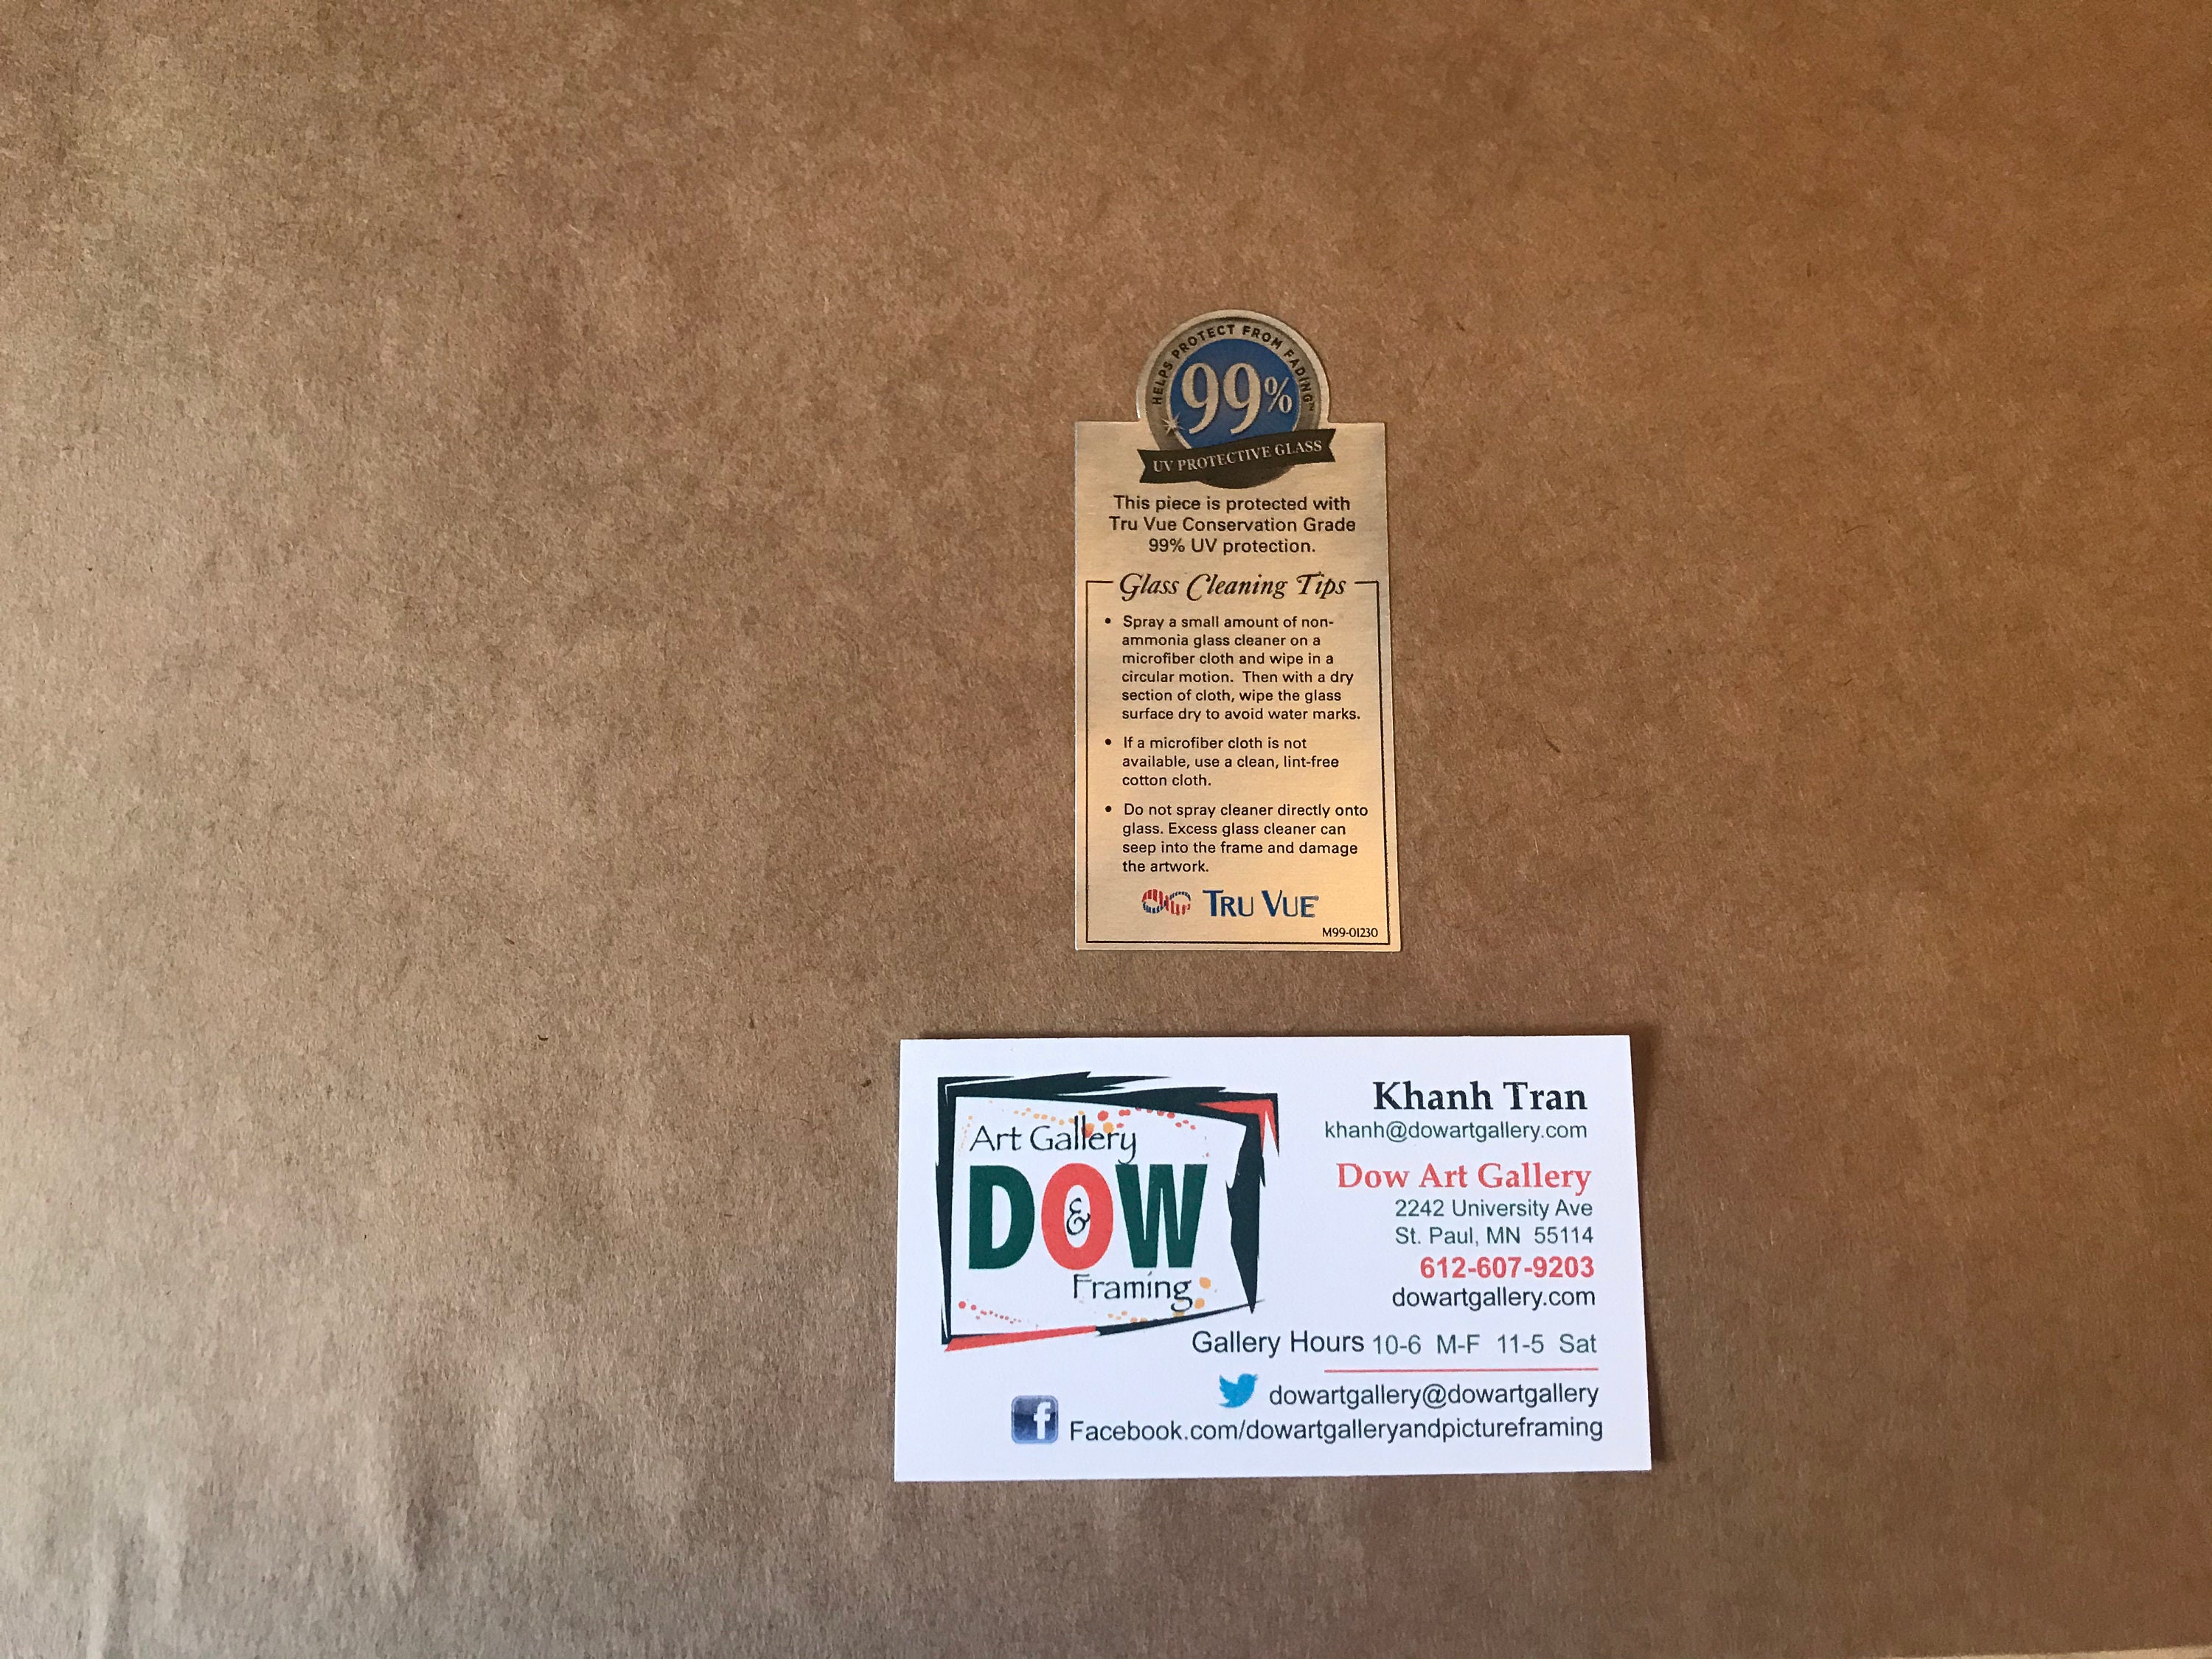 HELPS PROTECT FROM FADING™
99%
UV PROTECTIVE GLASS
This piece is protected with
Tru Vue Conservation Grade
99% UV protection.
Glass Cleaning Tips
• Spray a small amount of non-
ammonia glass cleaner on a
microfiber cloth and wipe in a
circular motion. Then with a dry
section of cloth, wipe the glass
surface dry to avoid water marks.
• If a microfiber cloth is not
available, use a clean, lint-free
cotton cloth.
• Do not spray cleaner directly onto
glass. Excess glass cleaner can
seep into the frame and damage
the artwork.
TRU VUE®
M99-01230
Art Gallery
DOW
&
Framing
Khanh Tran
khanh@dowartgallery.com
Dow Art Gallery
2242 University Ave
St. Paul, MN 55114
612-607-9203
dowartgallery.com
Gallery Hours 10-6 M-F 11-5 Sat
dowartgallery@dowartgallery
f Facebook.com/dowartgalleryandpictureframing